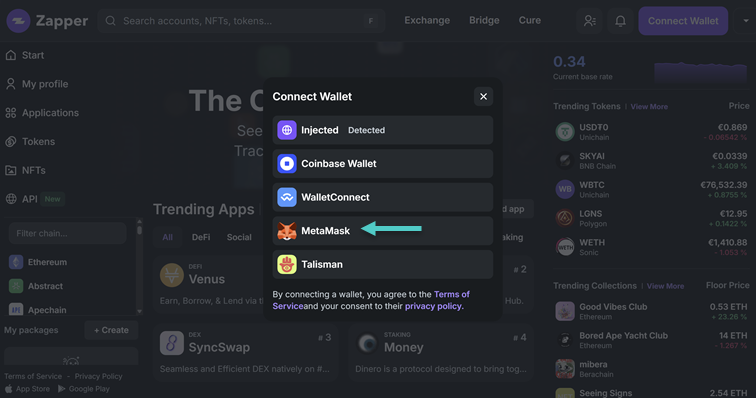 Zapper
Search accounts, NFTs, tokens...
F
Exchange
Bridge
Cure
Connect Wallet
Start
My profile
Applications
Tokens
NFTs
API New
Filter chain...
Ethereum
Arbstract
Apechain
My packages
+ Create
Terms of Service - Privacy Policy
App Store
Google Play
The C
See
Trac
Trending Apps
d app
All
DeFi
Social
aking
DEFI
Venus
Earn, Borrow, & Lend via th
# 2
Hub.
DEX
SyncSwap
# 3
Seamless and Efficient DEX natively on #...
STAKING
Money
# 4
Dinero is a protocol designed to bring tog...
Connect Wallet
Injected Detected
Coinbase Wallet
WalletConnect
MetaMask
Talisman
By connecting a wallet, you agree to the Terms of
Serviceand your consent to their privacy policy.
0.34
Current base rate
Trending Tokens | View More
Price
USD₮0
Unichain
€0.869
- 0.06542 %
SKYAI
BNB Chain
€0.0339
+ 3.409 %
WB
WBTC
Unichain
€76,532.39
+ 0.8755 %
LGNS
Polygon
€12.95
+ 0.1422 %
WETH
WETH
Sonic
€1,410.88
- 1.053 %
Trending Collections | View More
Floor Price
Good Vibes Club
Ethereum
0.53 ETH
+ 23.26 %
Bored Ape Yacht Club
Ethereum
14 ETH
- 1.267 %
mibera
Berachain
Seeing Signs
2.54 ETH